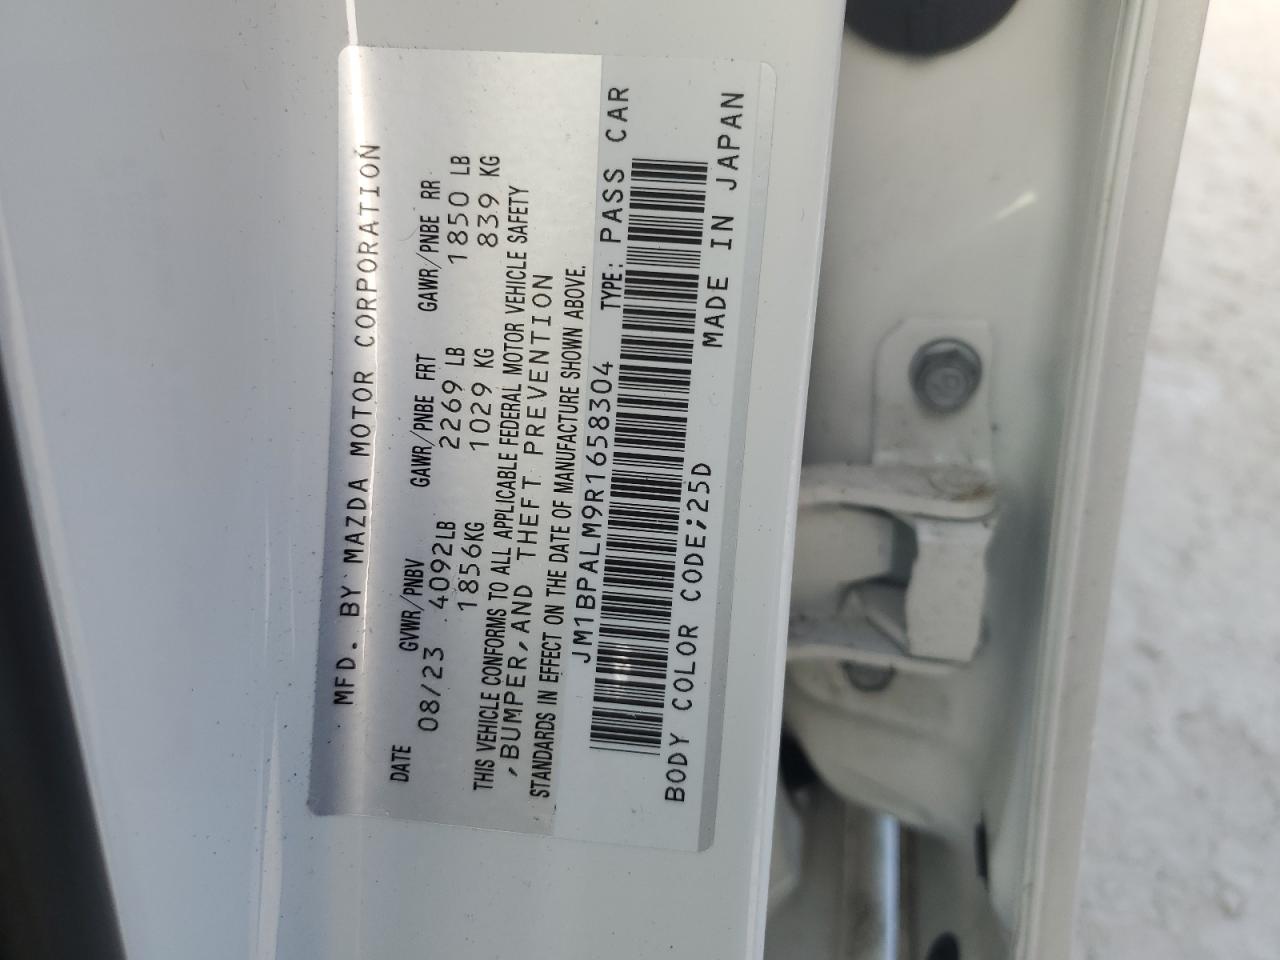 MFD. BY MAZDA MOTOR CORPORATION
DATE GVWR/PNBV GAWR/PNBE FRT GAWR/PNBE RR
08/23 4092LB 2269 LB 1850 LB
1856KG 1029 KG 839 KG
THIS VEHICLE CONFORMS TO ALL APPLICABLE FEDERAL MOTOR VEHICLE SAFETY
,BUMPER,AND THEFT PREVENTION
STANDARDS IN EFFECT ON THE DATE OF MANUFACTURE SHOWN ABOVE.
JM1BPALM9R1658304 TYPE: PASS CAR
BODY COLOR CODE;25D MADE IN JAPAN